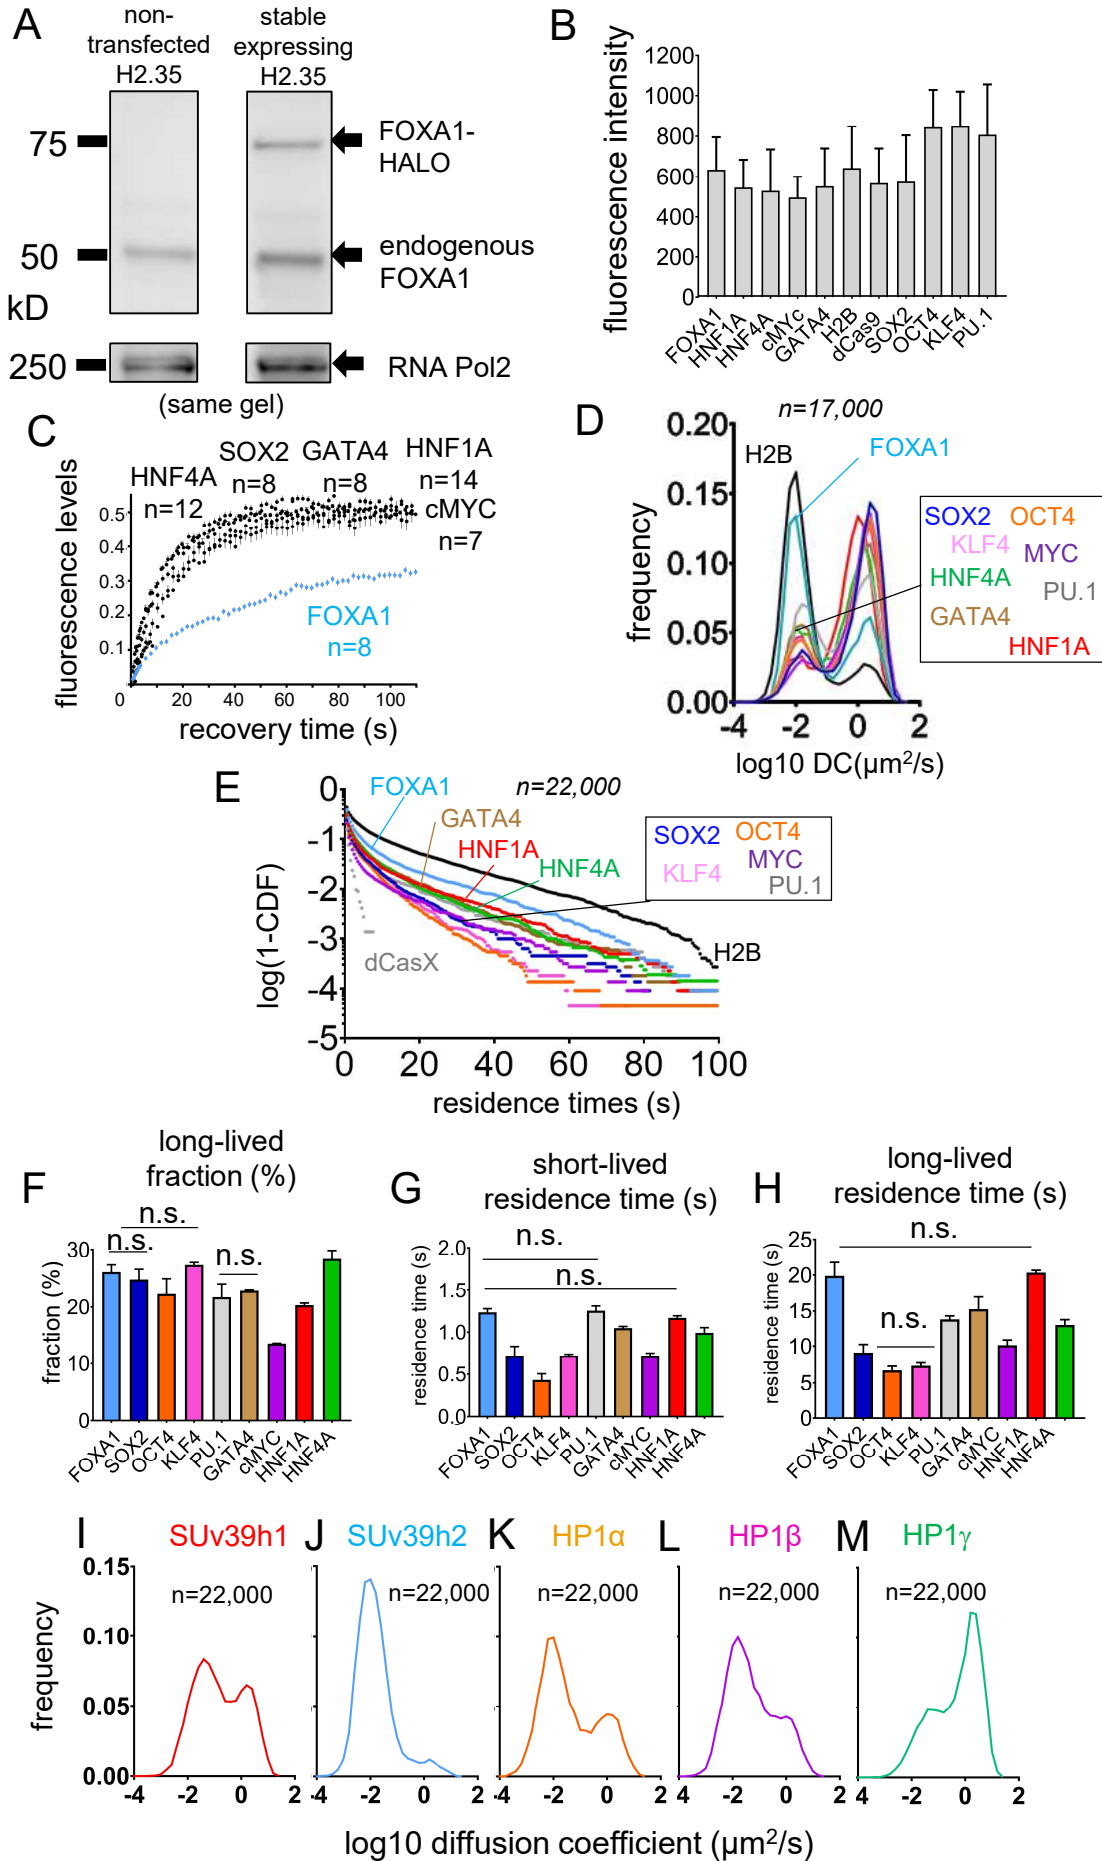 A
non-
transfected
H2.35
stable
expressing
H2.35
75
50
kD
250
FOXA1-
HALO
endogenous
FOXA1
RNA Pol2
(same gel)
B
fluorescence intensity
1200
1000
800
600
400
200
0
FOXA1
HNF1A
HNF4A
cMYc
GATA4
H2B
dCas9
SOX2
OCT4
KLF4
PU.1
C
HNF4A
n=12
SOX2
n=8
GATA4
n=8
HNF1A
n=14
cMYC
n=7
fluorescence levels
0.5
0.4
0.3
0.2
0.1
FOXA1
n=8
0 20 40 60 80 100
recovery time (s)
D
n=17,000
frequency
0.20
0.15
0.10
0.05
0.00
H2B
FOXA1
SOX2 OCT4
KLF4 MYC
HNF4A PU.1
GATA4
HNF1A
-4 -2 0 2
log10 DC(µm²/s)
E
n=22,000
log(1-CDF)
0
-1
-2
-3
-4
-5
FOXA1
GATA4
HNF1A
HNF4A
SOX2 OCT4
MYC
KLF4
PU.1
dCasX
H2B
0 20 40 60 80 100
residence times (s)
F
long-lived
fraction (%)
n.s.
n.s.
n.s.
fraction (%)
30
20
10
0
FOXA1
SOX2
OCT4
KLF4
PU.1
GATA4
cMYC
HNF1A
HNF4A
G
short-lived
residence time (s)
n.s.
n.s.
residence time (s)
2.0
1.5
1.0
0.5
0.0
FOXA1
SOX2
OCT4
KLF4
PU.1
GATA4
cMYC
HNF1A
HNF4A
H
long-lived
residence time (s)
n.s.
n.s.
residence time (s)
25
20
15
10
5
0
FOXA1
SOX2
OCT4
KLF4
PU.1
GATA4
cMYC
HNF1A
HNF4A
I
SUv39h1
n=22,000
frequency
0.15
0.10
0.05
0.00
-4 -2 0 2
J
SUv39h2
n=22,000
-4 -2 0 2
K
HP1α
n=22,000
-4 -2 0 2
L
HP1β
n=22,000
-4 -2 0 2
M
HP1γ
n=22,000
-4 -2 0 2
log10 diffusion coefficient (µm²/s)